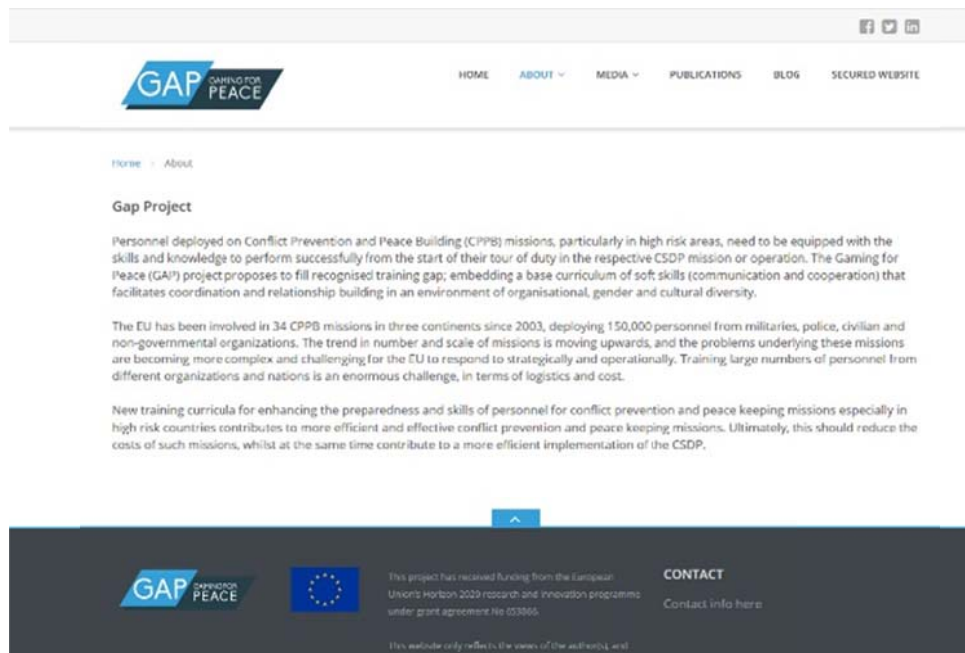 GAP GAMING FOR
PEACE
HOME ABOUT MEDIA PUBLICATIONS BLOG SECURED WEBSITE
Home > About
Gap Project
Personnel deployed on Conflict Prevention and Peace Building (CPPB) missions, particularly in high risk areas, need to be equipped with the
skills and knowledge to perform successfully from the start of their tour of duty in the respective CSDP mission or operation. The Gaming for
Peace (GAP) project proposes to fill recognised training gap; embedding a base curriculum of soft skills (communication and cooperation) that
facilitates coordination and relationship building in an environment of organisational, gender and cultural diversity.
The EU has been involved in 34 CPPB missions in three continents since 2003, deploying 150,000 personnel from militaries, police, civilian and
non-governmental organizations. The trend in number and scale of missions is moving upwards, and the problems underlying these missions
are becoming more complex and challenging for the EU to respond to strategically and operationally. Training large numbers of personnel from
different organizations and nations is an enormous challenge, in terms of logistics and cost.
New training curricula for enhancing the preparedness and skills of personnel for conflict prevention and peace keeping missions especially in
high risk countries contributes to more efficient and effective conflict prevention and peace keeping missions. Ultimately, this should reduce the
costs of such missions, whilst at the same time contribute to a more efficient implementation of the CSDP.
GAP GAMING FOR
PEACE
This project has received funding from the European
Union's Horizon 2020 research and innovation programme
under grant agreement No
This website only reflects the views of the author(s), and
CONTACT
Contact info here